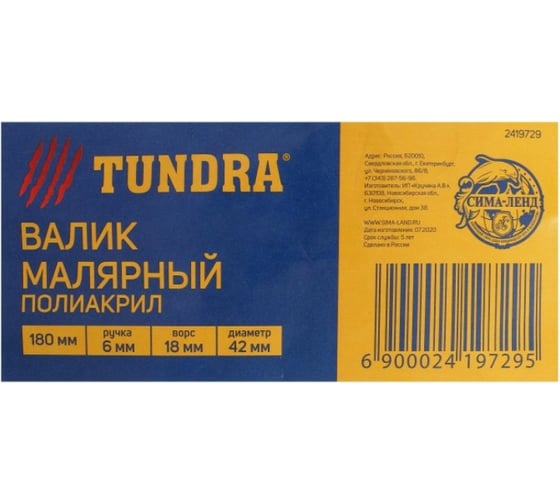 TUNDRA®
ВАЛИК
МАЛЯРНЫЙ
ПОЛИАКРИЛ
180 мм
ручка
6 мм
ворс
18 мм
диаметр
42 мм
2419729
Адрес: Россия, 620010,
Свердловская обл., г. Екатеринбург,
ул. Черняховского, 86/8,
+7(343) 287-56-96.
Изготовитель: ИП «Кручина А.В.»,
630108, Новосибирская обл.,
г. Новосибирск,
ул. Станционная, дом 38.
WWW.SIMA-LAND.RU
Дата изготовления: 07.2020
Срок службы: 5 лет
Сделано в России
СИМА-ЛЕНД
6 900024 197295